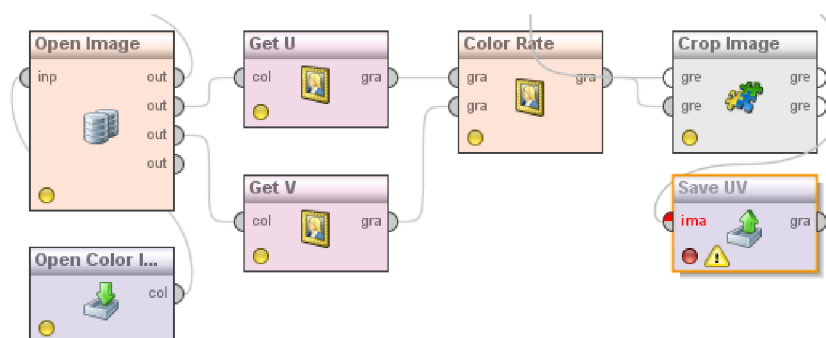 Open Image
inp
out
out
out
out
Get U
col
gra
Color Rate
gra
gra
gra
Crop Image
gre
gre
gre
gre
Get V
col
gra
Save UV
ima
gra
Open Color I...
col